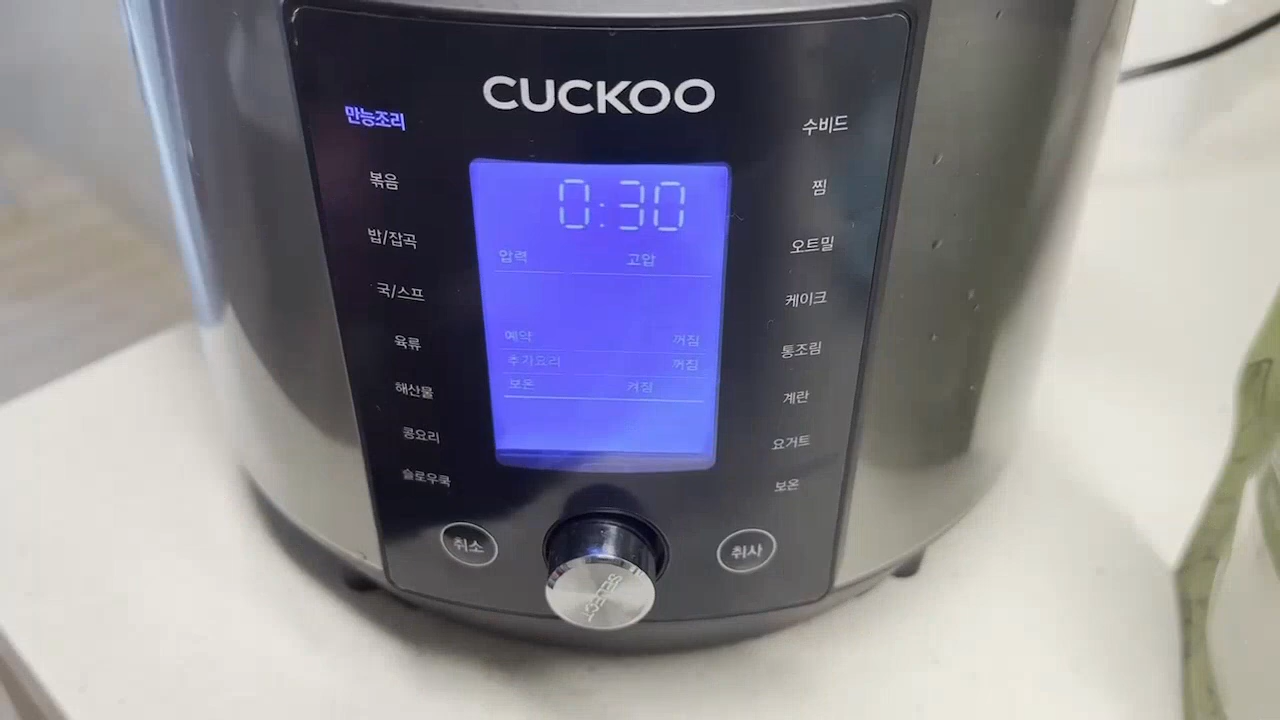 CUCKOO
만능조리
볶음
밥/잡곡
국/스프
육류
해산물
콩요리
슬로우쿡
0:30
압력 고압
예약 꺼짐
추가요리 꺼짐
보온 켜짐
수비드
찜
오트밀
케이크
통조림
계란
요거트
보온
취소
SELECT
취사